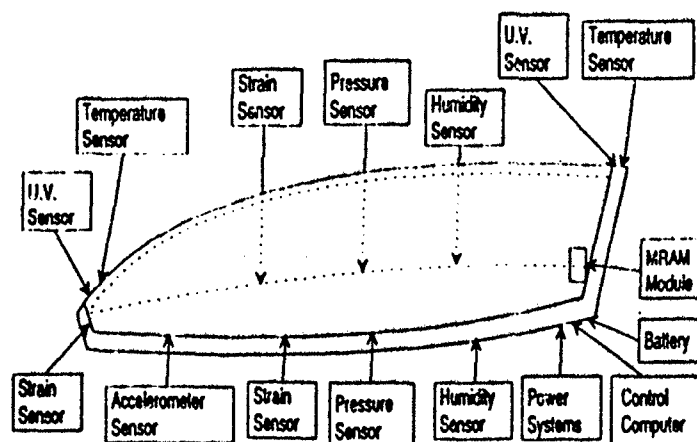 U.V.
Sensor
Temperature
Sensor
Strain
Sensor
Pressure
Sensor
Humidity
Sensor
Temperature
Sensor
U.V.
Sensor
MRAM
Module
Battery
Strain
Sensor
Accelerometer
Sensor
Strain
Sensor
Pressure
Sensor
Humidity
Sensor
Power
Systems
Control
Computer